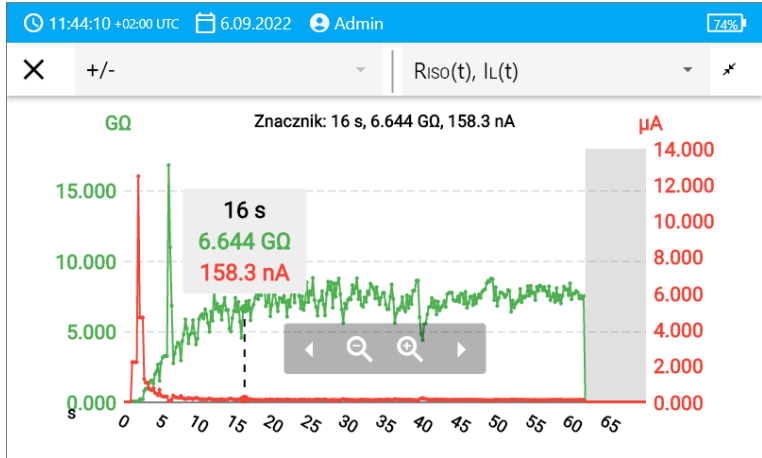 11:44:10 +02:00 UTC 6.09.2022 Admin 74%
+/- RISO(t), IL(t)
GΩ Znacznik: 16 s, 6.644 GΩ, 158.3 nA µA
14.000
15.000 12.000
16 s
10.000
6.644 GΩ
10.000 8.000
158.3 nA
6.000
5.000 4.000
2.000
0.000 0.000
s 0 5 10 15 20 25 30 35 40 45 50 55 60 65